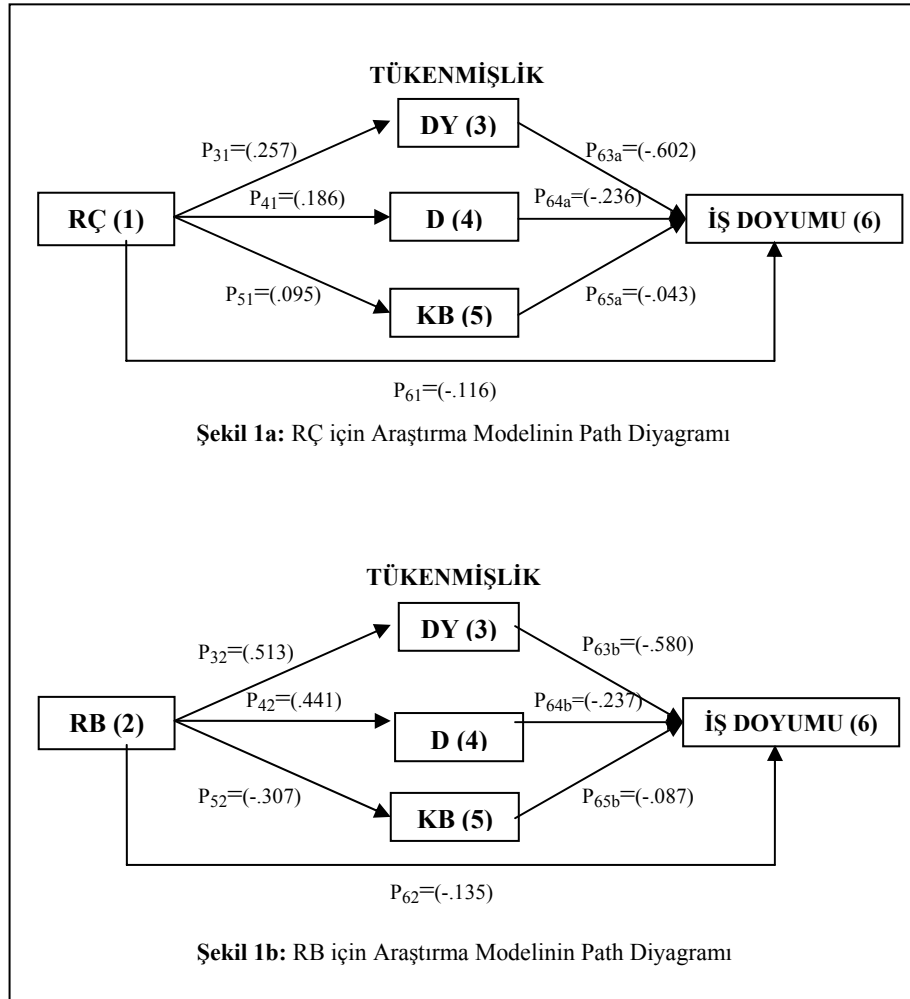 TÜKENMİŞLİK
DY (3)
P31=(.257)
P63a=(-.602)
P41=(.186)
P64a=(-.236)
RÇ (1)
D (4)
İŞ DOYUMU (6)
P51=(.095)
P65a=(-.043)
KB (5)
P61=(-.116)
Şekil 1a: RÇ için Araştırma Modelinin Path Diyagramı
TÜKENMİŞLİK
DY (3)
P32=(.513)
P63b=(-.580)
P42=(.441)
P64b=(-.237)
RB (2)
D (4)
İŞ DOYUMU (6)
P52=(-.307)
P65b=(-.087)
KB (5)
P62=(-.135)
Şekil 1b: RB için Araştırma Modelinin Path Diyagramı